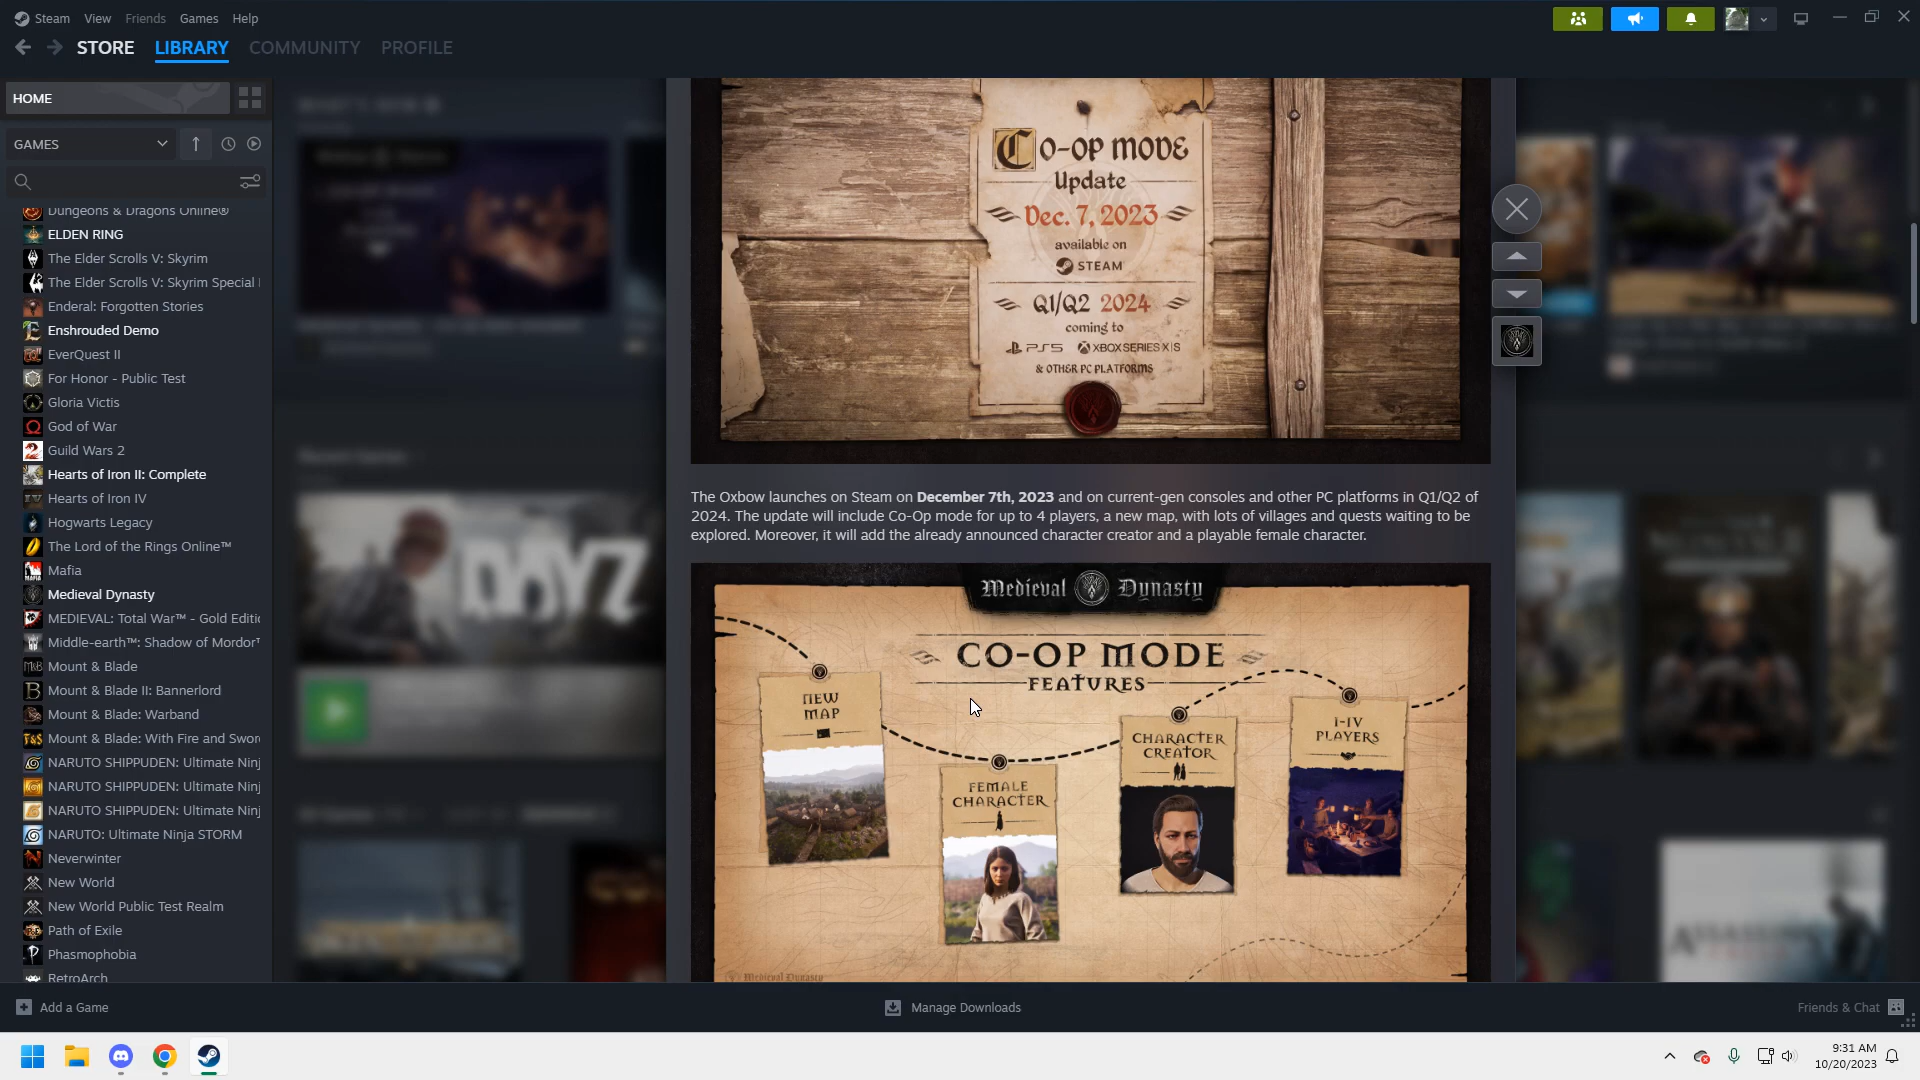 Steam View Friends Games Help
STORE LIBRARY COMMUNITY PROFILE
HOME
GAMES
Dungeons & Dragons Online®
ELDEN RING
The Elder Scrolls V: Skyrim
The Elder Scrolls V: Skyrim Special
Enderal: Forgotten Stories
Enshrouded Demo
EverQuest II
For Honor - Public Test
Gloria Victis
God of War
Guild Wars 2
Hearts of Iron II: Complete
Hearts of Iron IV
Hogwarts Legacy
The Lord of the Rings Online™
Mafia
Medieval Dynasty
MEDIEVAL: Total War™ - Gold Editi
Middle-earth™: Shadow of Mordor
Mount & Blade
Mount & Blade II: Bannerlord
Mount & Blade: Warband
Mount & Blade: With Fire and Swor
NARUTO SHIPPUDEN: Ultimate Ninj
NARUTO SHIPPUDEN: Ultimate Ninj
NARUTO SHIPPUDEN: Ultimate Ninj
NARUTO: Ultimate Ninja STORM
Neverwinter
New World
New World Public Test Realm
Path of Exile
Phasmophobia
RetroArch
Co-op mode
Update
Dec. 7, 2023
available on
STEAM
Q1/Q2 2024
coming to
PS5 XBOX SERIES X|S
& OTHER PC PLATFORMS
The Oxbow launches on Steam on December 7th, 2023 and on current-gen consoles and other PC platforms in Q1/Q2 of
2024. The update will include Co-Op mode for up to 4 players, a new map, with lots of villages and quests waiting to be
explored. Moreover, it will add the already announced character creator and a playable female character.
Medieval Dynasty
CO-OP MODE
FEATURES
NEW
MAP
FEMALE
CHARACTER
CHARACTER
CREATOR
I-IV
PLAYERS
Medieval Dynasty
DAYZ
Add a Game
Manage Downloads
Friends & Chat
9:31 AM
10/20/2023